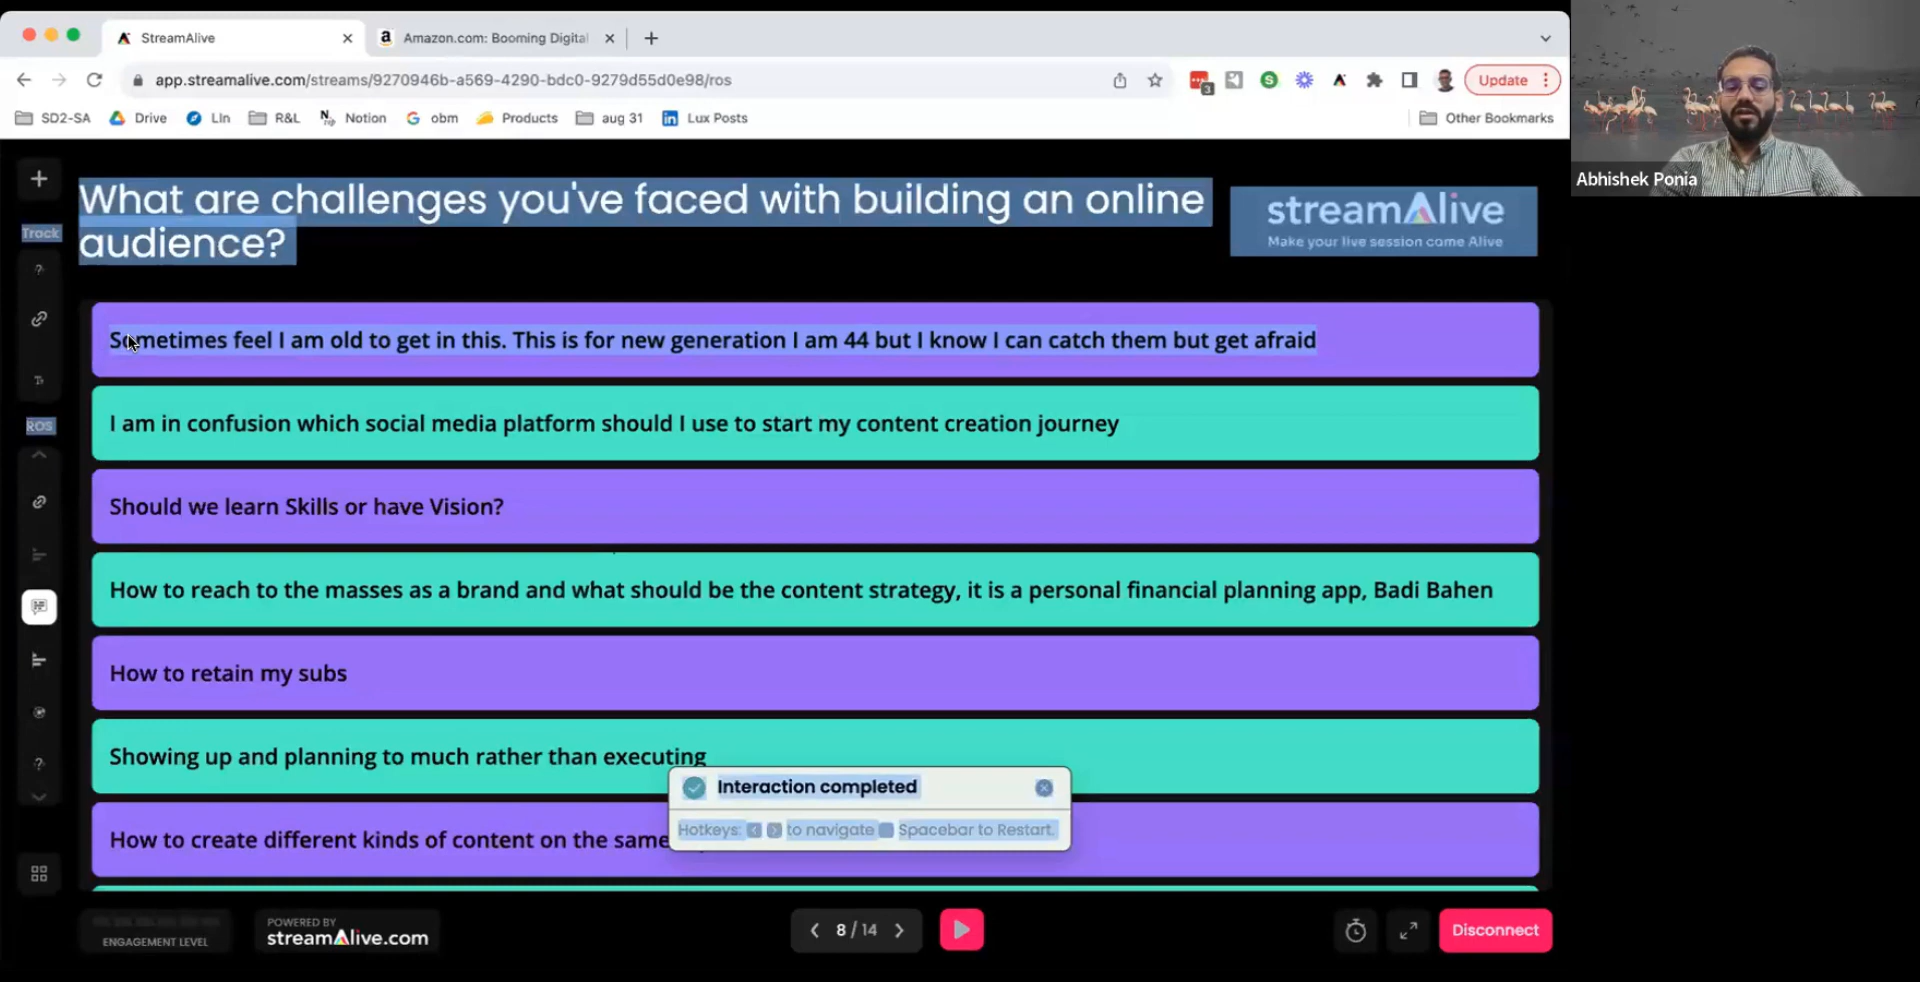 StreamAlive
Amazon.com: Booming Digital
app.streamalive.com/streams/9270946b-a569-4290-bdc0-9279d55d0e98/ros
3
Update
SD2-SA
Drive
LIn
R&L
Notion
obm
Products
aug 31
Lux Posts
Other Bookmarks
Abhishek Ponia
Track
What are challenges you've faced with building an online
audience?
streamAlive
Make your live session come Alive
Sometimes feel I am old to get in this. This is for new generation I am 44 but I know I can catch them but get afraid
ROS
I am in confusion which social media platform should I use to start my content creation journey
Should we learn Skills or have Vision?
How to reach to the masses as a brand and what should be the content strategy, it is a personal financial planning app, Badi Bahen
How to retain my subs
Showing up and planning to much rather than executing
Interaction completed
Hotkeys: < > to navigate Spacebar to Restart.
How to create different kinds of content on the same
ENGAGEMENT LEVEL
POWERED BY
streamAlive.com
8 / 14
Disconnect